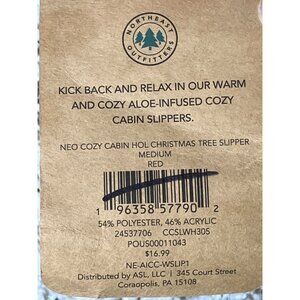 NORTHEAST
OUTFITTERS
KICK BACK AND RELAX IN OUR WARM
AND COZY ALOE-INFUSED COZY
CABIN SLIPPERS.
NEO COZY CABIN HOL CHRISTMAS TREE SLIPPER
MEDIUM
RED
1 96358 57790 2
54% POLYESTER, 46% ACRYLIC
24537706 CCSLWH305
POUS00011043
$16.99
NE-AICC-WSLIP1
Distributed by ASL, LLC | 345 Court Street
Coraopolis, PA 15108